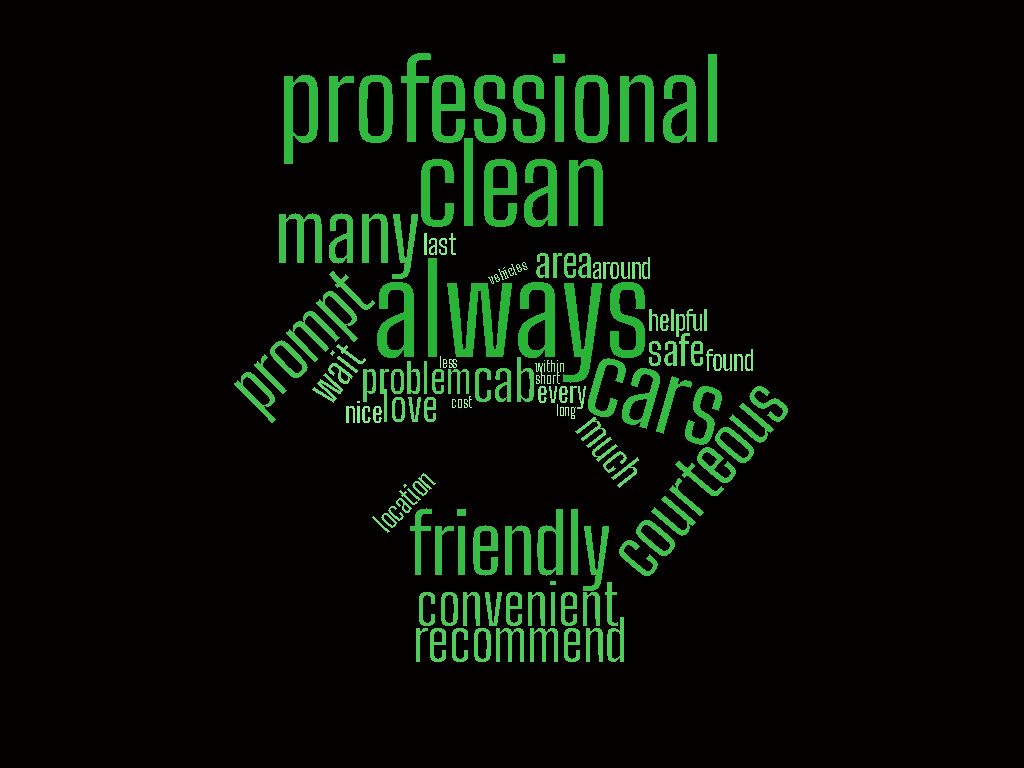 professional
clean
many
last
vehicles
area
around
always
prompt
helpful
safe
found
wait
less
within
problem
cab
short
every
cars
nice
love
cost
long
much
courteous
location
friendly
convenient
recommend